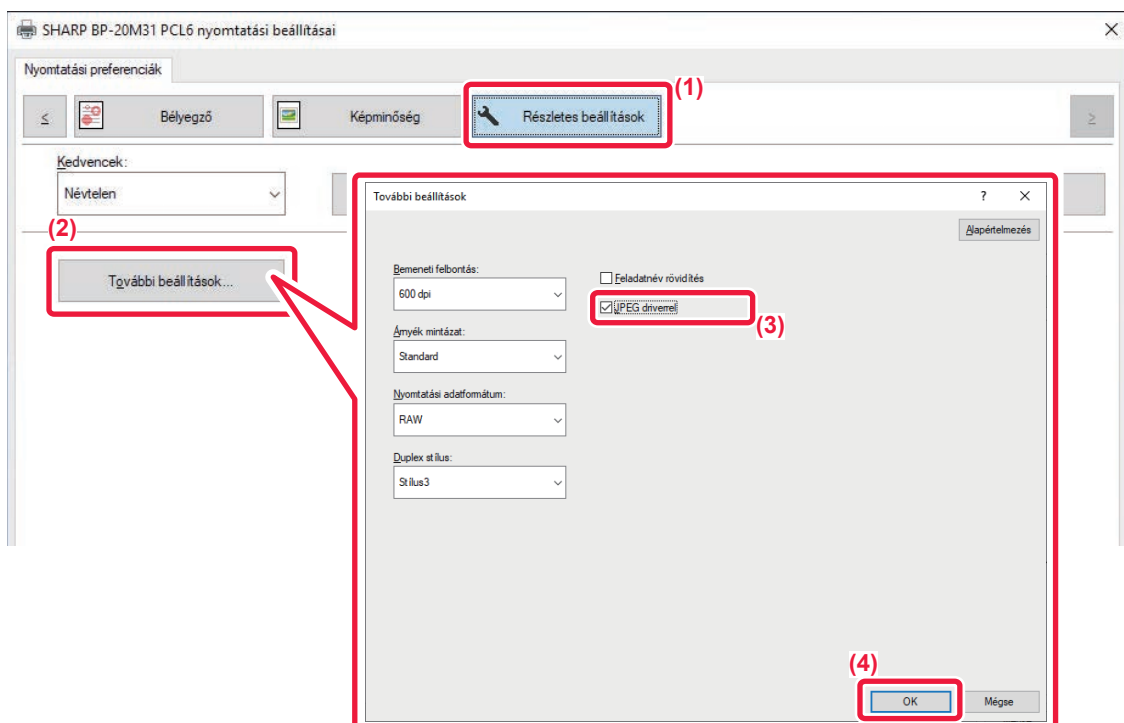 SHARP BP-20M31 PCL6 nyomtatási beállításai
Nyomtatási preferenciák
(1)
< Bélyegző Képminőség Részletes beállítások >
Kedvencek:
Névtelen
(2)
További beállítások...
További beállítások ? ×
Alapértelmezés
Bemeneti felbontás:
600 dpi
Feladatnév rövidítés
JPEG driverrel
(3)
Árnyék mintázat:
Standard
Nyomtatási adatformátum:
RAW
Duplex stílus:
Stílus3
(4)
OK Mégse